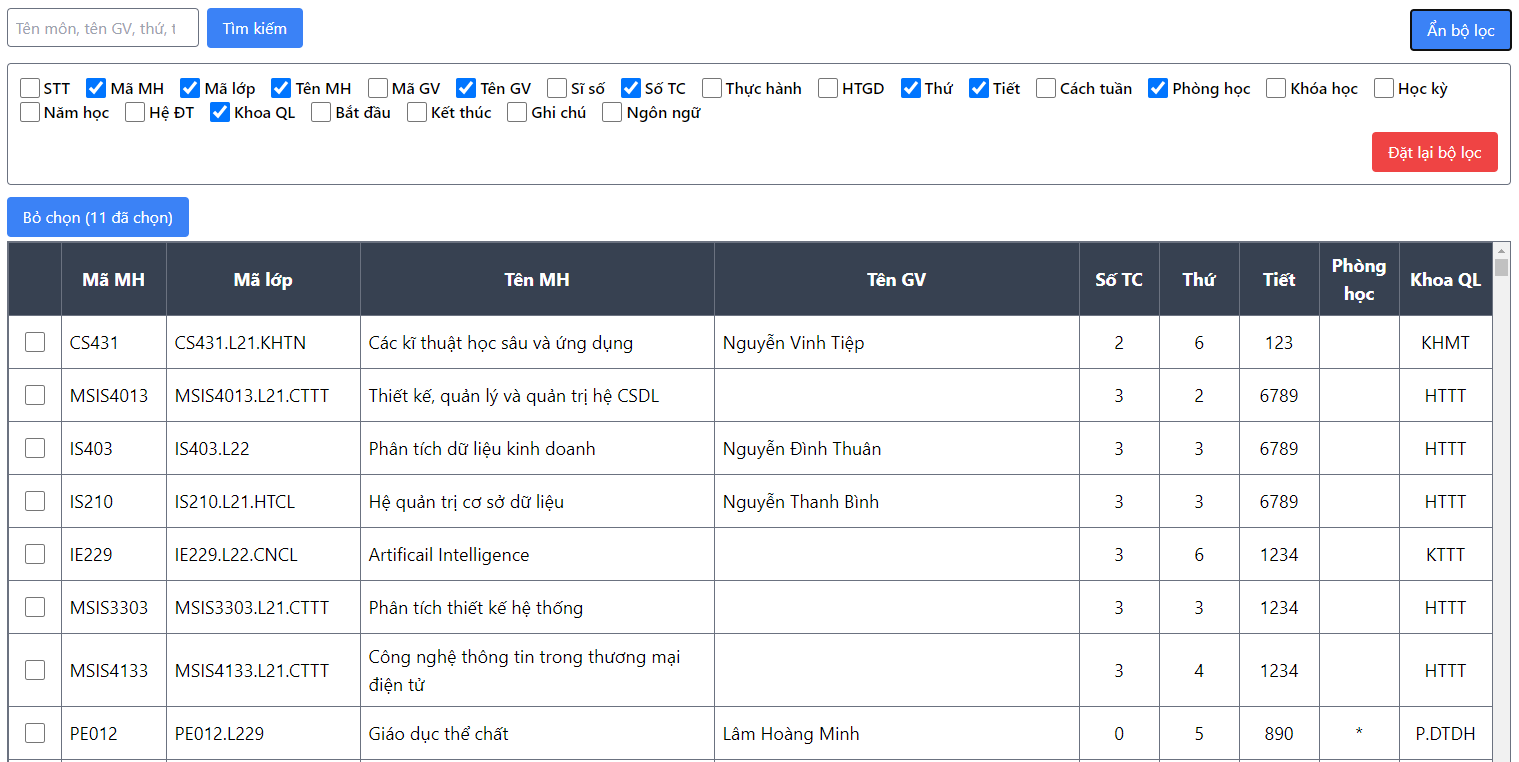 Tên môn, tên GV, thứ, t Tìm kiếm Ẩn bộ lọc
STT Mã MH Mã lớp Tên MH Mã GV Tên GV Sĩ số Số TC Thực hành HTGD Thứ Tiết Cách tuần Phòng học Khóa học Học kỳ
Năm học Hệ ĐT Khoa QL Bắt đầu Kết thúc Ghi chú Ngôn ngữ
Đặt lại bộ lọc
Bỏ chọn (11 đã chọn)
Mã MH Mã lớp Tên MH Tên GV Số TC Thứ Tiết Phòng học Khoa QL
CS431 CS431.L21.KHTN Các kĩ thuật học sâu và ứng dụng Nguyễn Vinh Tiệp 2 6 123 KHMT
MSIS4013 MSIS4013.L21.CTTT Thiết kế, quản lý và quản trị hệ CSDL 3 2 6789 HTTT
IS403 IS403.L22 Phân tích dữ liệu kinh doanh Nguyễn Đình Thuân 3 3 6789 HTTT
IS210 IS210.L21.HTCL Hệ quản trị cơ sở dữ liệu Nguyễn Thanh Bình 3 3 6789 HTTT
IE229 IE229.L22.CNCL Artificail Intelligence 3 6 1234 KTTT
MSIS3303 MSIS3303.L21.CTTT Phân tích thiết kế hệ thống 3 3 1234 HTTT
MSIS4133 MSIS4133.L21.CTTT Công nghệ thông tin trong thương mại điện tử 3 4 1234 HTTT
PE012 PE012.L229 Giáo dục thể chất Lâm Hoàng Minh 0 5 890 * P.DTDH